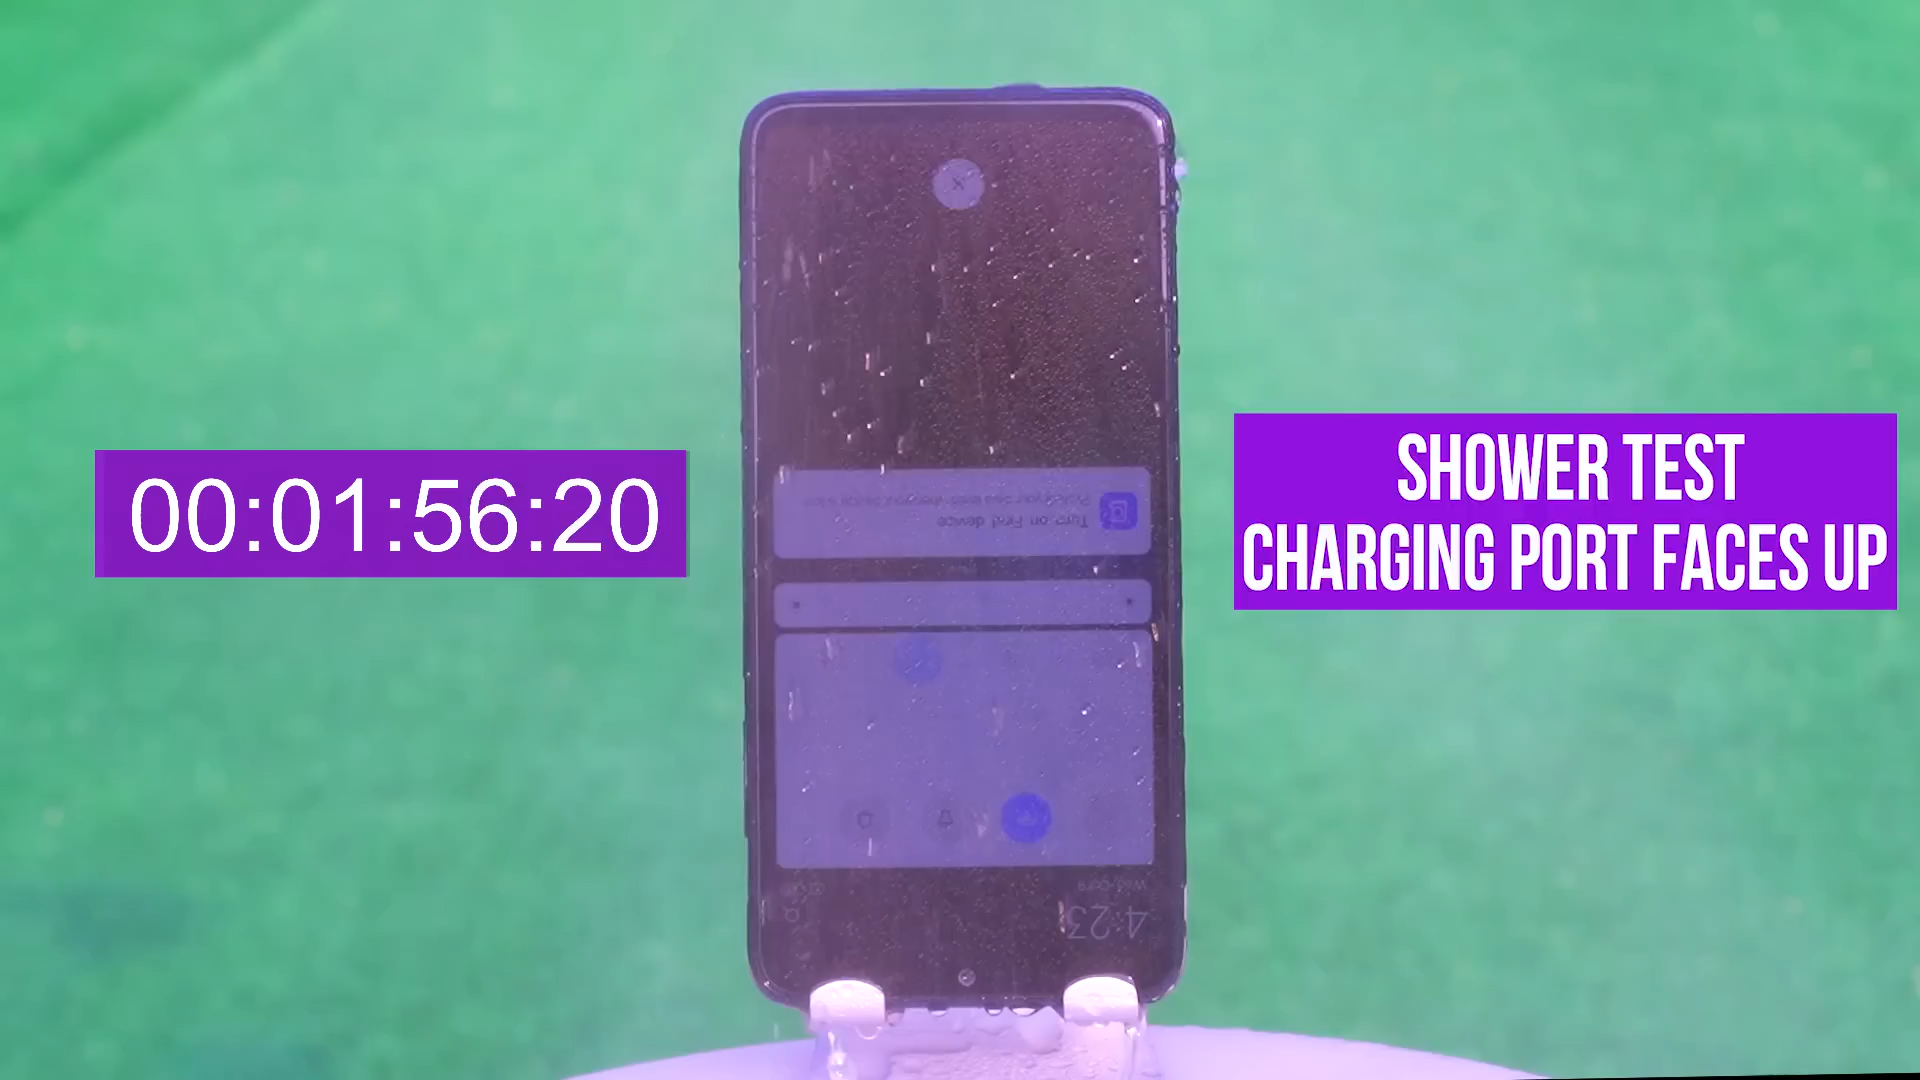 00:01:56:20
SHOWER TEST
CHARGING PORT FACES UP
Turn on Find device
4:23